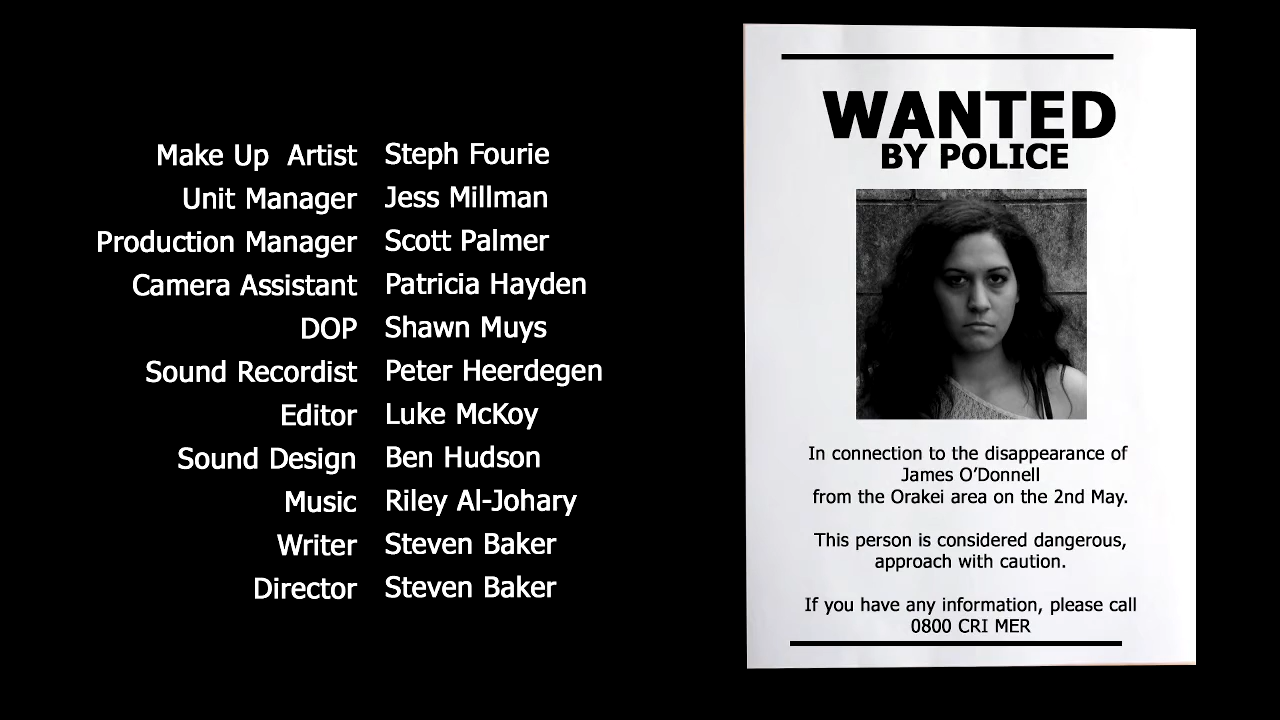 Make Up  Artist Steph Fourie
Unit Manager Jess Millman
Production Manager Scott Palmer
Camera Assistant Patricia Hayden
DOP Shawn Muys
Sound Recordist Peter Heerdegen
Editor Luke McKoy
Sound Design Ben Hudson
Music Riley Al-Johary
Writer Steven Baker
Director Steven Baker
WANTED
BY POLICE
In connection to the disappearance of
James O'Donnell
from the Orakei area on the 2nd May.
This person is considered dangerous,
approach with caution.
If you have any information, please call
0800 CRI MER